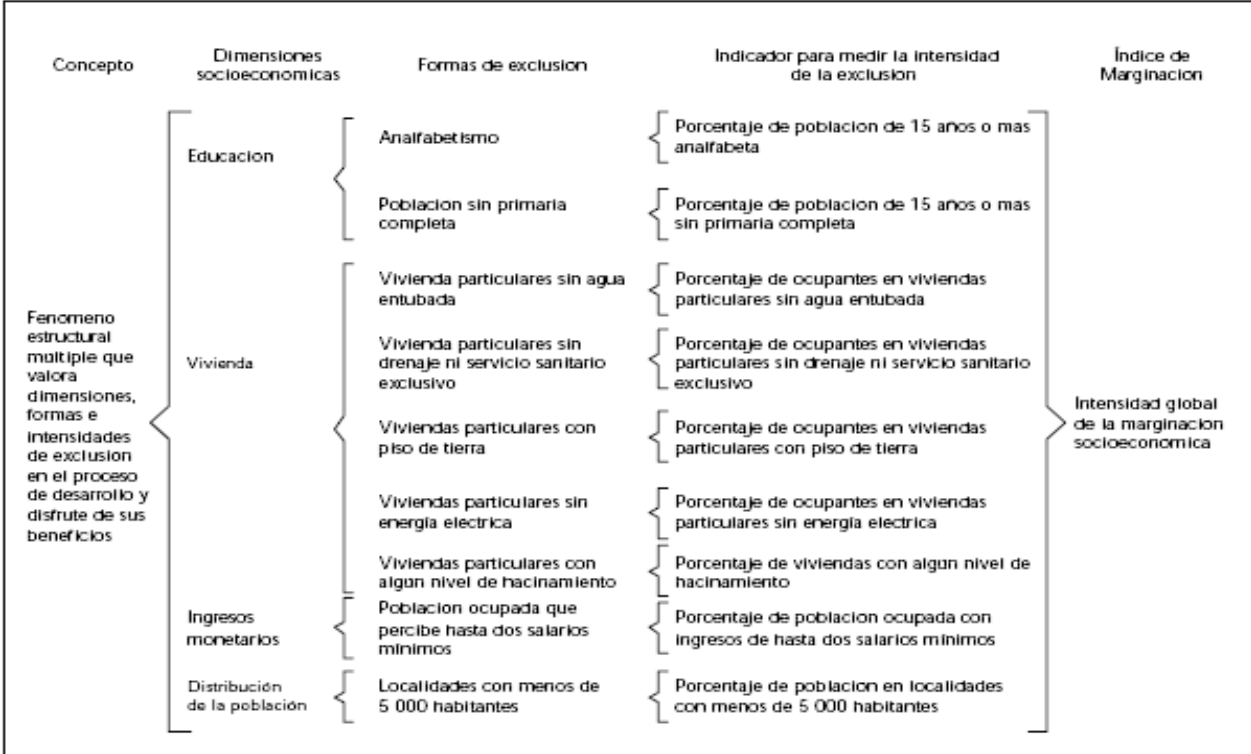 Concepto
Dimensiones
socioeconomicas
Formas de exclusion
Indicador para medir la intensidad
de la exclusion
Índice de
Marginacion
Fenomeno
estructural
multiple que
valora
dimensiones,
formas e
intensidades
de exclusion
en el proceso
de desarrollo y
disfrute de sus
beneficios
Educacion
Analfabetismo
Porcentaje de poblacion de 15 años o mas
analfabeta
Poblacion sin primaria
completa
Porcentaje de poblacion de 15 años o mas
sin primaria completa
Vivienda
Vivienda particulares sin agua
entubada
Porcentaje de ocupantes en viviendas
particulares sin agua entubada
Vivienda particulares sin
drenaje ni servicio sanitario
exclusivo
Porcentaje de ocupantes en viviendas
particulares sin drenaje ni servicio sanitario
exclusivo
Viviendas particulares con
piso de tierra
Porcentaje de ocupantes en viviendas
particulares con piso de tierra
Viviendas particulares sin
energía electrica
Porcentaje de ocupantes en viviendas
particulares sin energía electrica
Viviendas particulares con
algun nivel de hacinamiento
Porcentaje de viviendas con algun nivel de
hacinamiento
Ingresos
monetarios
Poblacion ocupada que
percibe hasta dos salarios
mínimos
Porcentaje de poblacion ocupada con
ingresos de hasta dos salarios mínimos
Distribución
de la población
Localidades con menos de
5 000 habitantes
Porcentaje de poblacion en localidades
con menos de 5 000 habitantes
Intensidad global
de la marginacion
socioeconomica